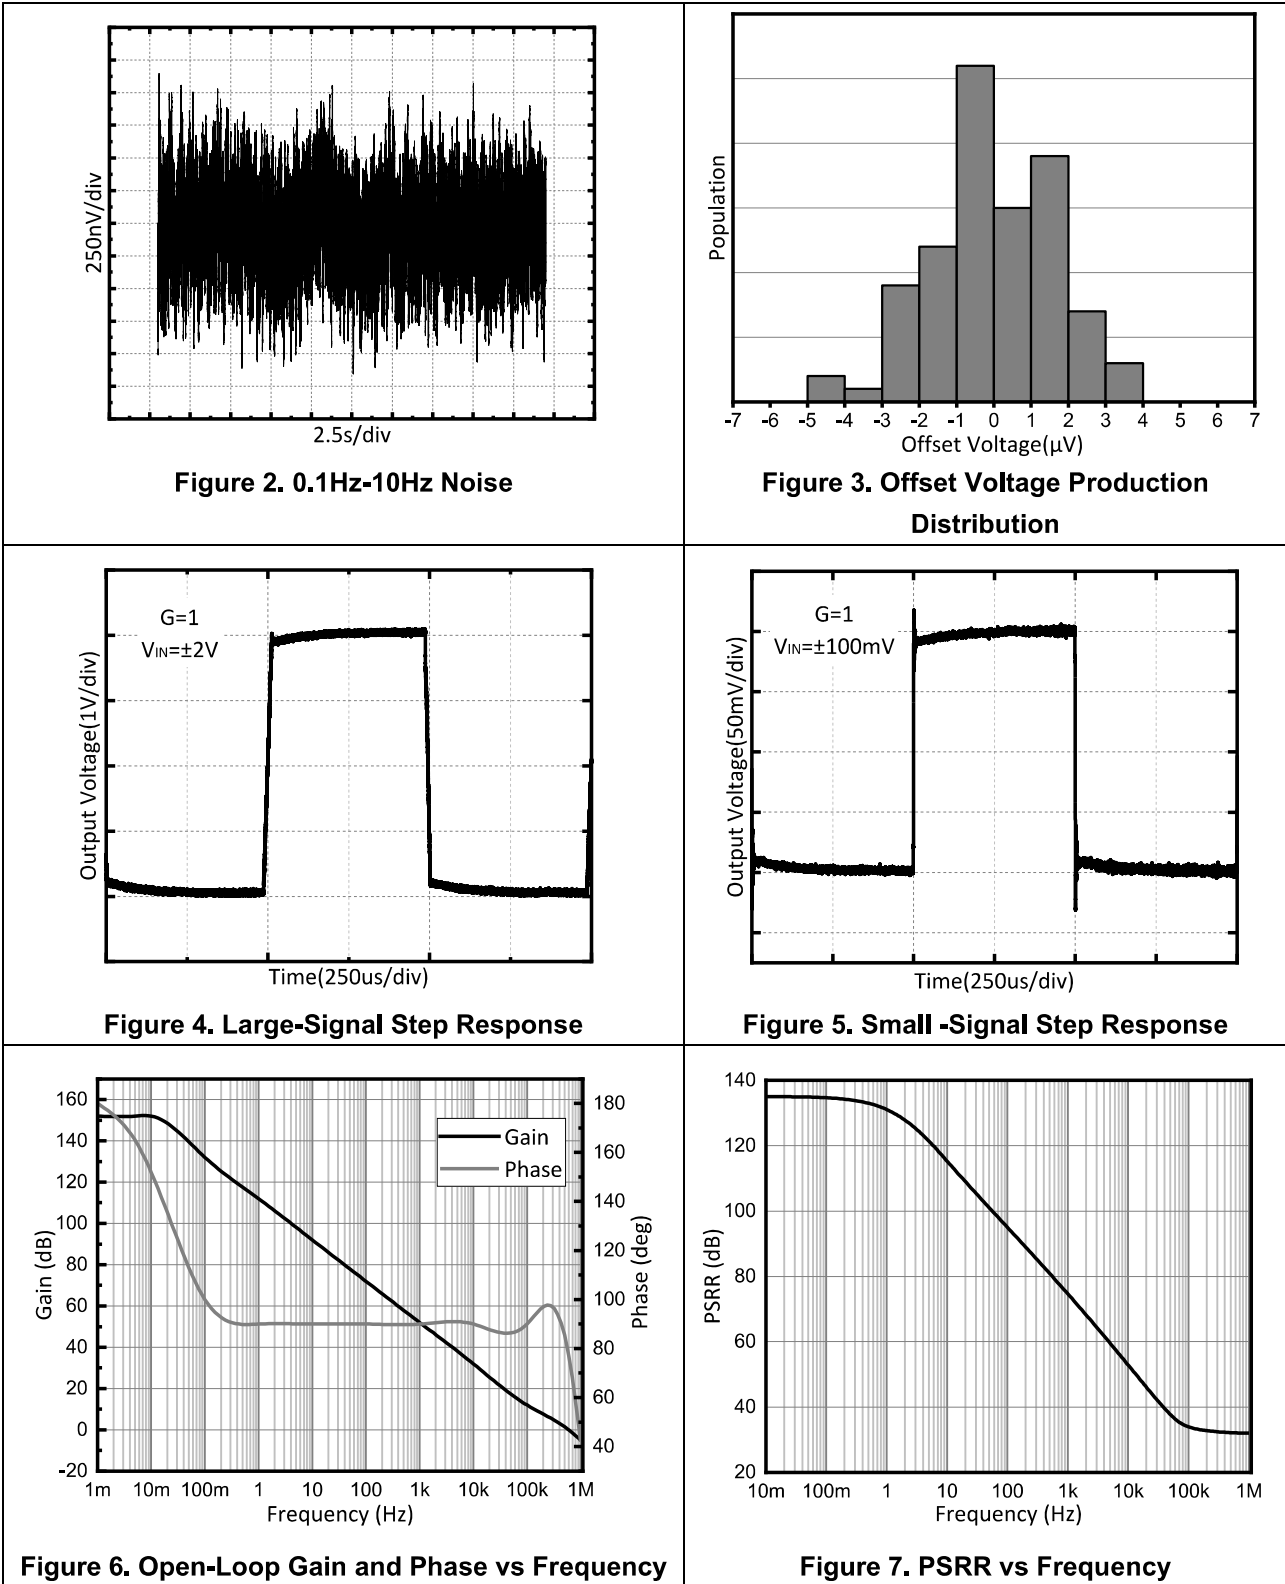 250nV/div
2.5s/div
Figure 2. 0.1Hz-10Hz Noise
Population
-7 -6 -5 -4 -3 -2 -1 0 1 2 3 4 5 6 7
Offset Voltage(µV)
Figure 3. Offset Voltage Production
Distribution
G=1
VIN=±2V
Output Voltage(1V/div)
Time(250us/div)
Figure 4. Large-Signal Step Response
G=1
VIN=±100mV
Output Voltage(50mV/div)
Time(250us/div)
Figure 5. Small -Signal Step Response
160
140
120
100
80
60
40
20
0
-20
Gain (dB)
Gain
Phase
180
160
140
120
100
80
60
40
Phase (deg)
1m 10m 100m 1 10 100 1k 10k 100k 1M
Frequency (Hz)
Figure 6. Open-Loop Gain and Phase vs Frequency
140
120
100
80
60
40
20
PSRR (dB)
10m 100m 1 10 100 1k 10k 100k 1M
Frequency (Hz)
Figure 7. PSRR vs Frequency